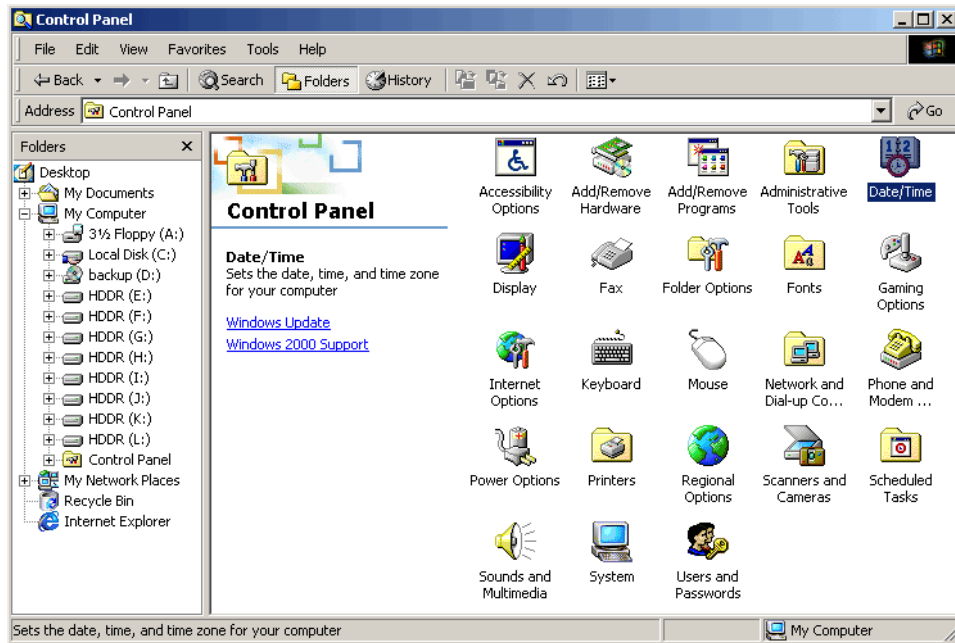 Control Panel
File Edit View Favorites Tools Help
Back Search Folders History
Address Control Panel Go
Folders
Desktop
My Documents
My Computer
3½ Floppy (A:)
Local Disk (C:)
backup (D:)
HDDR (E:)
HDDR (F:)
HDDR (G:)
HDDR (H:)
HDDR (I:)
HDDR (J:)
HDDR (K:)
HDDR (L:)
Control Panel
My Network Places
Recycle Bin
Internet Explorer
Control Panel
Date/Time
Sets the date, time, and time zone
for your computer
Windows Update
Windows 2000 Support
Accessibility
Options
Add/Remove
Hardware
Add/Remove
Programs
Administrative
Tools
Date/Time
Display
Fax
Folder Options
Fonts
Gaming
Options
Internet
Options
Keyboard
Mouse
Network and
Dial-up Co...
Phone and
Modem ...
Power Options
Printers
Regional
Options
Scanners and
Cameras
Scheduled
Tasks
Sounds and
Multimedia
System
Users and
Passwords
Sets the date, time, and time zone for your computer
My Computer